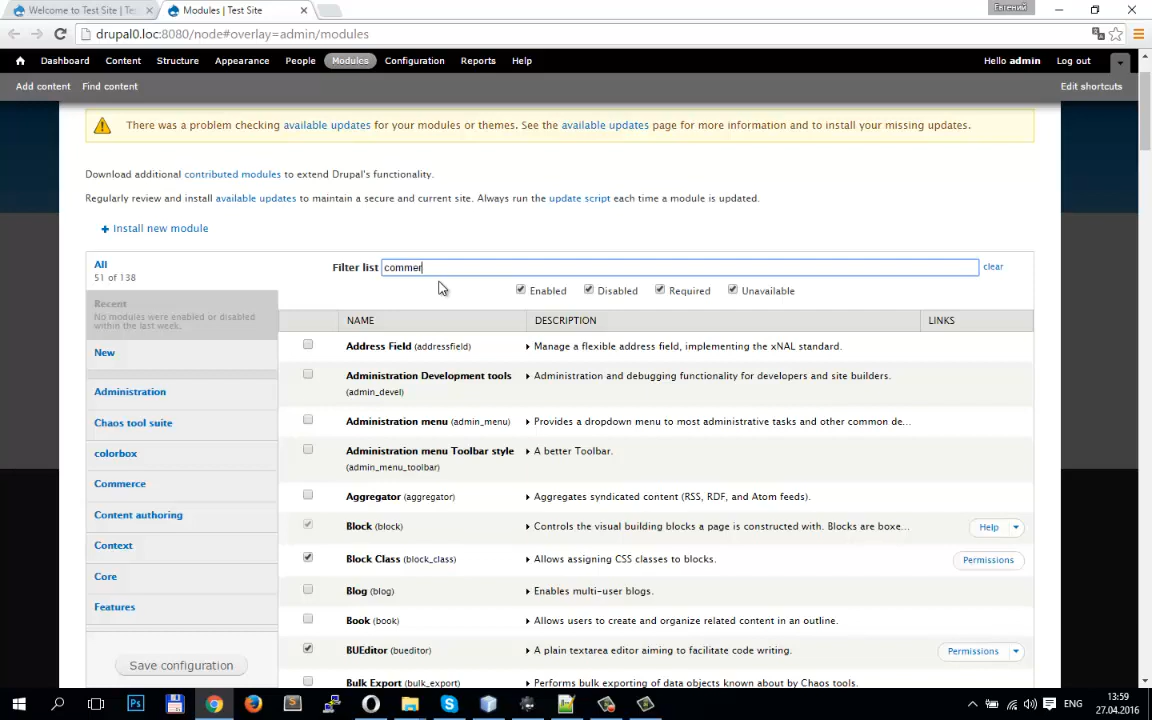 Welcome to Test Site | Te
Modules | Test Site
Евгений
drupal0.loc:8080/node#overlay=admin/modules
Dashboard Content Structure Appearance People Modules Configuration Reports Help Hello admin Log out
Add content Find content Edit shortcuts
There was a problem checking available updates for your modules or themes. See the available updates page for more information and to install your missing updates.
Download additional contributed modules to extend Drupal's functionality.
Regularly review and install available updates to maintain a secure and current site. Always run the update script each time a module is updated.
+ Install new module
All
51 of 138
Recent
No modules were enabled or disabled
within the last week.
New
Administration
Chaos tool suite
colorbox
Commerce
Content authoring
Context
Core
Features
Save configuration
Filter list commer clear
Enabled Disabled Required Unavailable
NAME DESCRIPTION LINKS
Address Field (addressfield) Manage a flexible address field, implementing the xNAL standard.
Administration Development tools Administration and debugging functionality for developers and site builders.
(admin_devel)
Administration menu (admin_menu) Provides a dropdown menu to most administrative tasks and other common de...
Administration menu Toolbar style A better Toolbar.
(admin_menu_toolbar)
Aggregator (aggregator) Aggregates syndicated content (RSS, RDF, and Atom feeds).
Block (block) Controls the visual building blocks a page is constructed with. Blocks are boxe... Help
Block Class (block_class) Allows assigning CSS classes to blocks. Permissions
Blog (blog) Enables multi-user blogs.
Book (book) Allows users to create and organize related content in an outline.
BUEditor (bueditor) A plain textarea editor aiming to facilitate code writing. Permissions
Bulk Export (bulk_export) Performs bulk exporting of data objects known about by Chaos tools.
Ps
S
ENG
13:59
27.04.2016